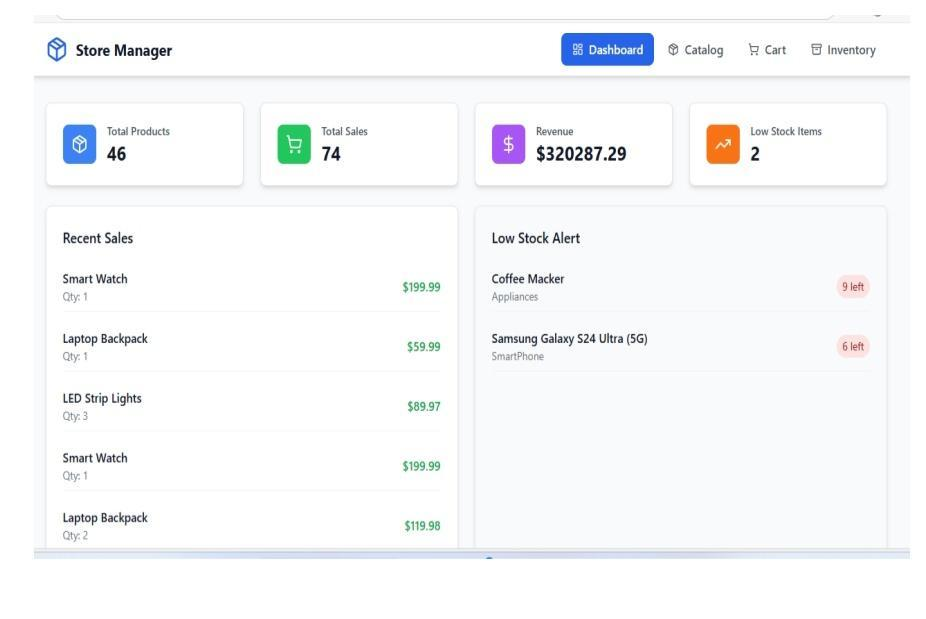 Store Manager
Dashboard
Catalog
Cart
Inventory
Total Products
46
Total Sales
74
Revenue
$320287.29
Low Stock Items
2
Recent Sales
Smart Watch
Qty: 1
$199.99
Laptop Backpack
Qty: 1
$59.99
LED Strip Lights
Qty: 3
$89.97
Smart Watch
Qty: 1
$199.99
Laptop Backpack
Qty: 2
$119.98
Low Stock Alert
Coffee Macker
Appliances
9 left
Samsung Galaxy S24 Ultra (5G)
SmartPhone
6 left